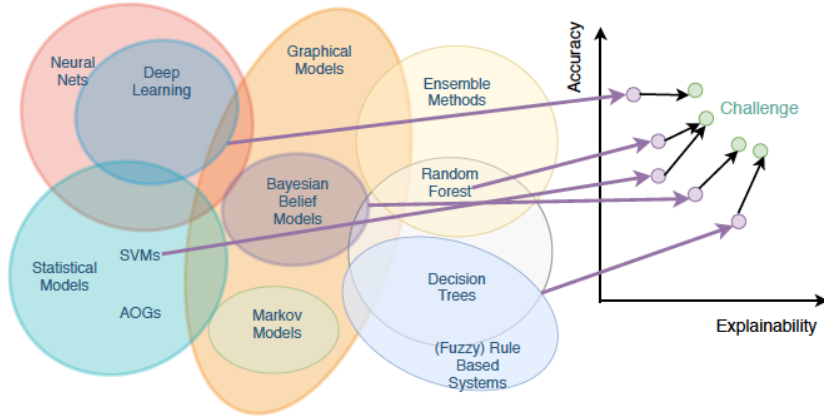 Neural
Nets
Deep
Learning
Graphical
Models
Ensemble
Methods
Bayesian
Belief
Models
Random
Forest
Statistical
Models
SVMs
AOGs
Markov
Models
Decision
Trees
(Fuzzy) Rule
Based
Systems
Accuracy
Challenge
Explainability